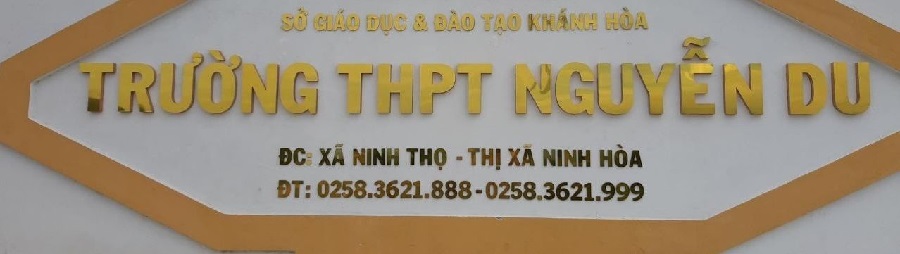 SỞ GIÁO DỤC & ĐÀO TẠO KHÁNH HÒA
TRƯỜNG THPT NGUYỄN DU
ĐC: XÃ NINH THỌ - THỊ XÃ NINH HÒA
ĐT: 0258.3621.888 - 0258.3621.999